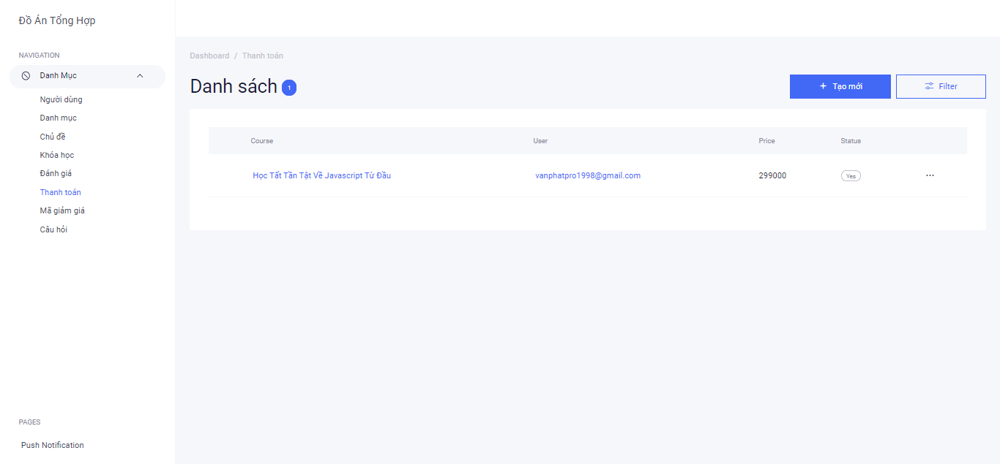 Đồ Án Tổng Hợp
NAVIGATION
Danh Mục
Người dùng
Danh mục
Chủ đề
Khóa học
Đánh giá
Thanh toán
Mã giảm giá
Câu hỏi
PAGES
Push Notification
Dashboard / Thanh toán
Danh sách 1
+ Tạo mới
Filter
Course User Price Status
Học Tất Tần Tật Về Javascript Từ Đầu vanphatpro1998@gmail.com 299000 Yes ...